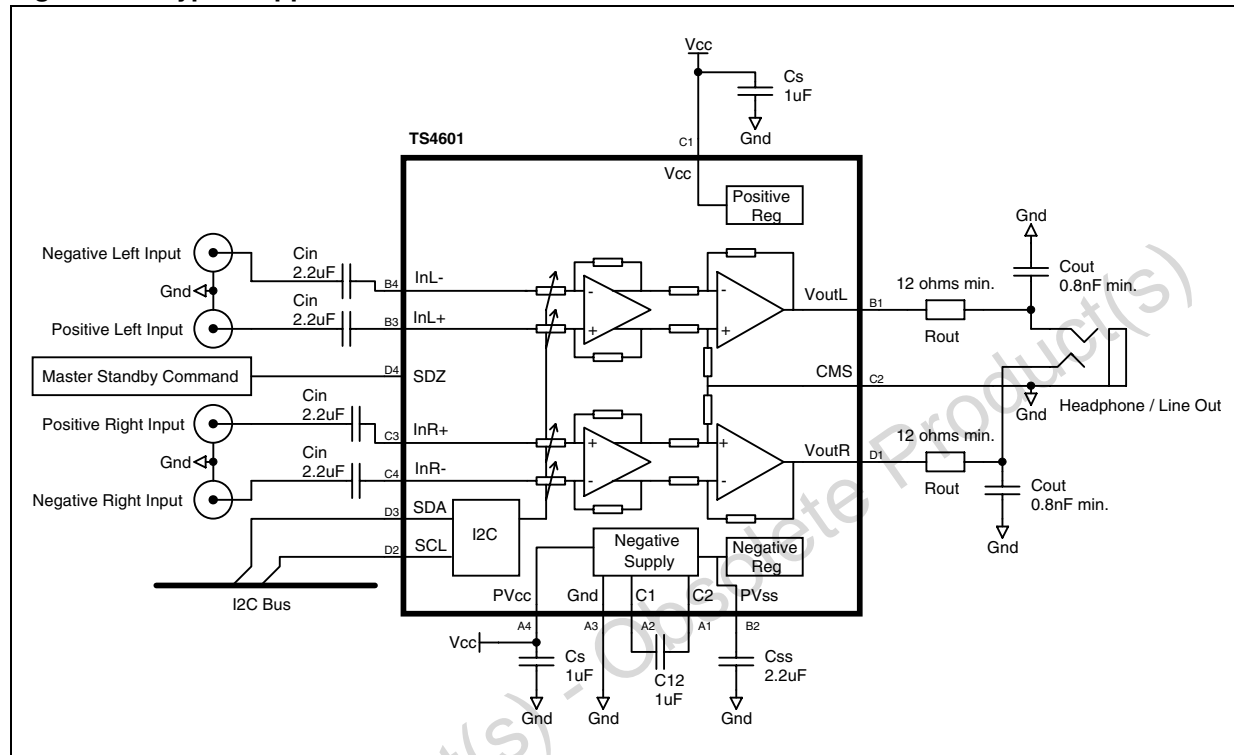 Vcc
Cs
1uF
Gnd
TS4601
C1
Vcc
Positive
Reg
Negative Left Input
Cin
2.2uF
B4
InL-
Gnd
Cin
2.2uF
B3
InL+
Positive Left Input
-
+
-
+
VoutL
B1
12 ohms min.
Rout
Gnd
Cout
0.8nF min.
Master Standby Command
D4
SDZ
CMS
C2
Gnd
Headphone / Line Out
Positive Right Input
Cin
2.2uF
C3
InR+
Gnd
Cin
2.2uF
C4
InR-
Negative Right Input
+
-
+
-
VoutR
D1
12 ohms min.
Rout
Cout
0.8nF min.
Gnd
D3
SDA
D2
SCL
I2C
I2C Bus
Negative
Supply
Negative
Reg
PVcc
Gnd
C1
C2
PVss
A4
A3
A2
A1
B2
Vcc
Cs
1uF
Gnd
Gnd
C12
1uF
Css
2.2uF
Gnd
(s) - Obsolete Product(s)